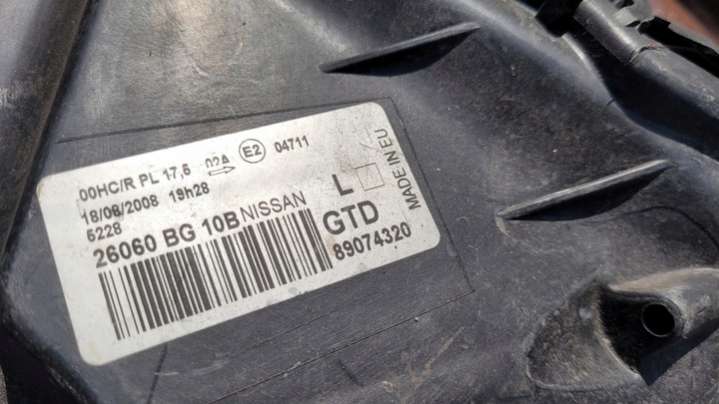 00HC/R PL 17,5 02A E2 04711
18/08/2008 19h28
6228
26060 BG 10B NISSAN
L
GTD
89074320
MADE IN EU